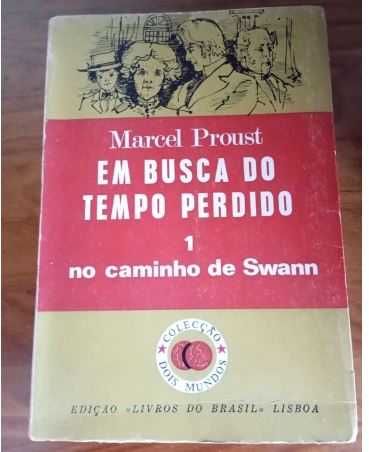 Marcel Proust
EM BUSCA DO
TEMPO PERDIDO
1
no caminho de Swann
COLECÇÃO
DOIS MUNDOS
EDIÇÃO «LIVROS DO BRASIL» LISBOA